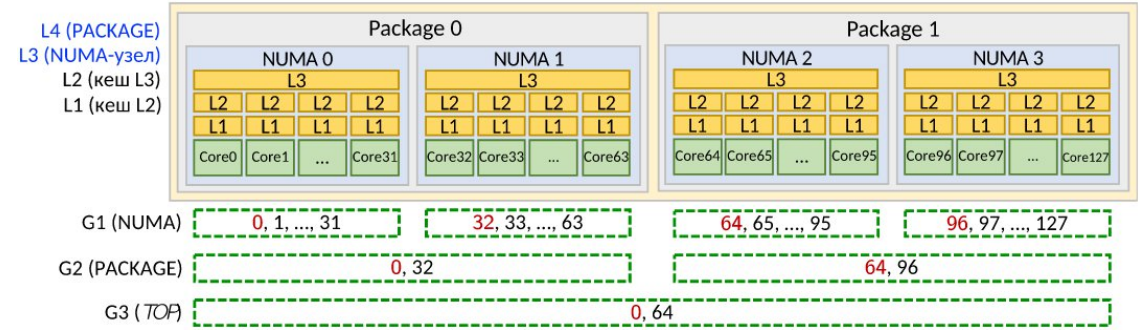 L4 (PACKAGE) Package 0 Package 1
L3 (NUMA-узел) NUMA 0 NUMA 1 NUMA 2 NUMA 3
L2 (кеш L3) L3 L3 L3 L3
L1 (кеш L2) L2 L2 L2 L2 L2 L2 L2 L2 L2 L2 L2 L2 L2 L2 L2 L2
L1 L1 L1 L1 L1 L1 L1 L1 L1 L1 L1 L1 L1 L1 L1 L1
Core0 Core1 ... Core31 Core32 Core33 ... Core63 Core64 Core65 ... Core95 Core96 Core97 ... Core127
G1 (NUMA) 0, 1, ..., 31 32, 33, ..., 63 64, 65, ..., 95 96, 97, ..., 127
G2 (PACKAGE) 0, 32 64, 96
G3 (TOP) 0, 64